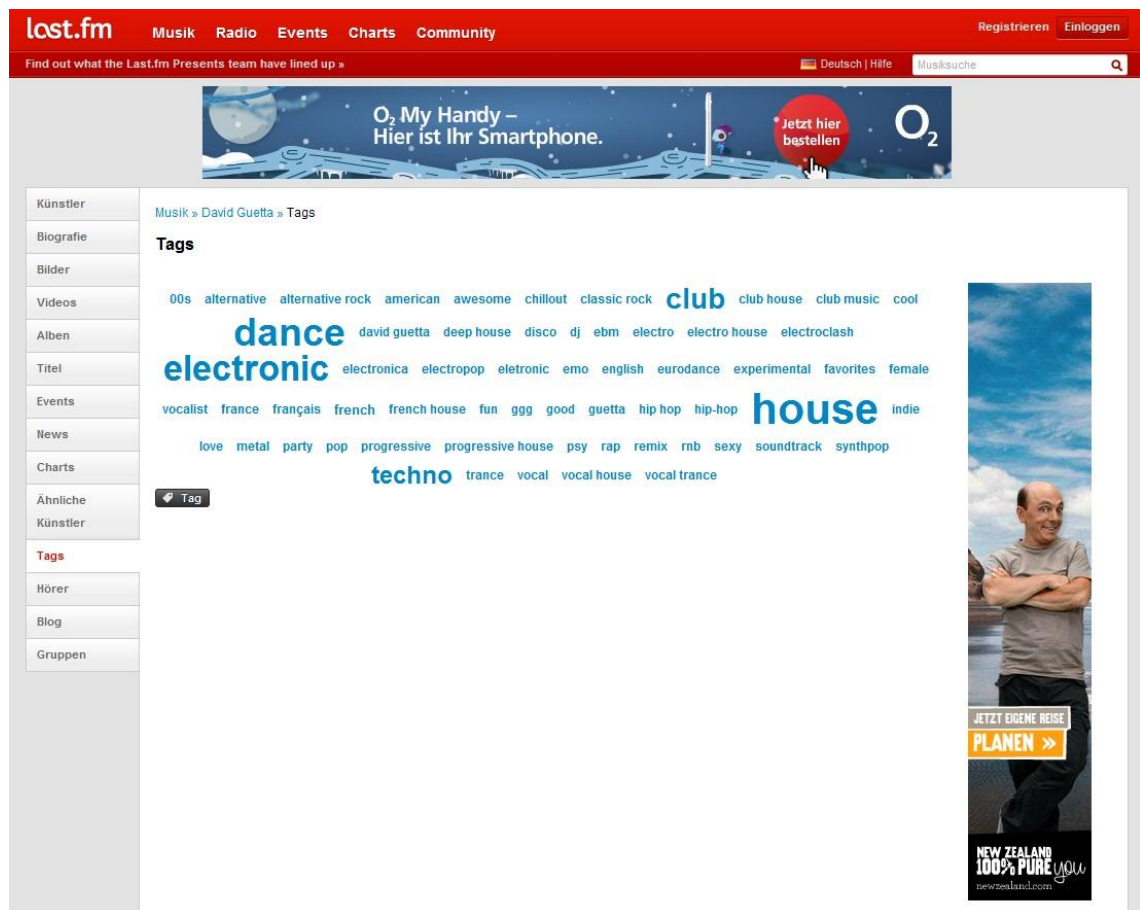 last.fm
Musik Radio Events Charts Community
Registrieren Einloggen
Find out what the Last.fm Presents team have lined up »
Deutsch | Hilfe
Musiksuche
O2 My Handy –
Hier ist Ihr Smartphone.
Jetzt hier
bestellen
O2
Künstler
Biografie
Bilder
Videos
Alben
Titel
Events
News
Charts
Ähnliche
Künstler
Tags
Hörer
Blog
Gruppen
Musik » David Guetta » Tags
Tags
00s alternative alternative rock american awesome chillout classic rock club club house club music cool
dance david guetta deep house disco dj ebm electro electro house electroclash
electronic electronica electropop eletronic emo english eurodance experimental favorites female
vocalist france français french french house fun ggg good guetta hip hop hip-hop house indie
love metal party pop progressive progressive house psy rap remix rnb sexy soundtrack synthpop
techno trance vocal vocal house vocal trance
Tag
JETZT EIGENE REISE
PLANEN »
NEW ZEALAND
100% PURE you
newzealand.com